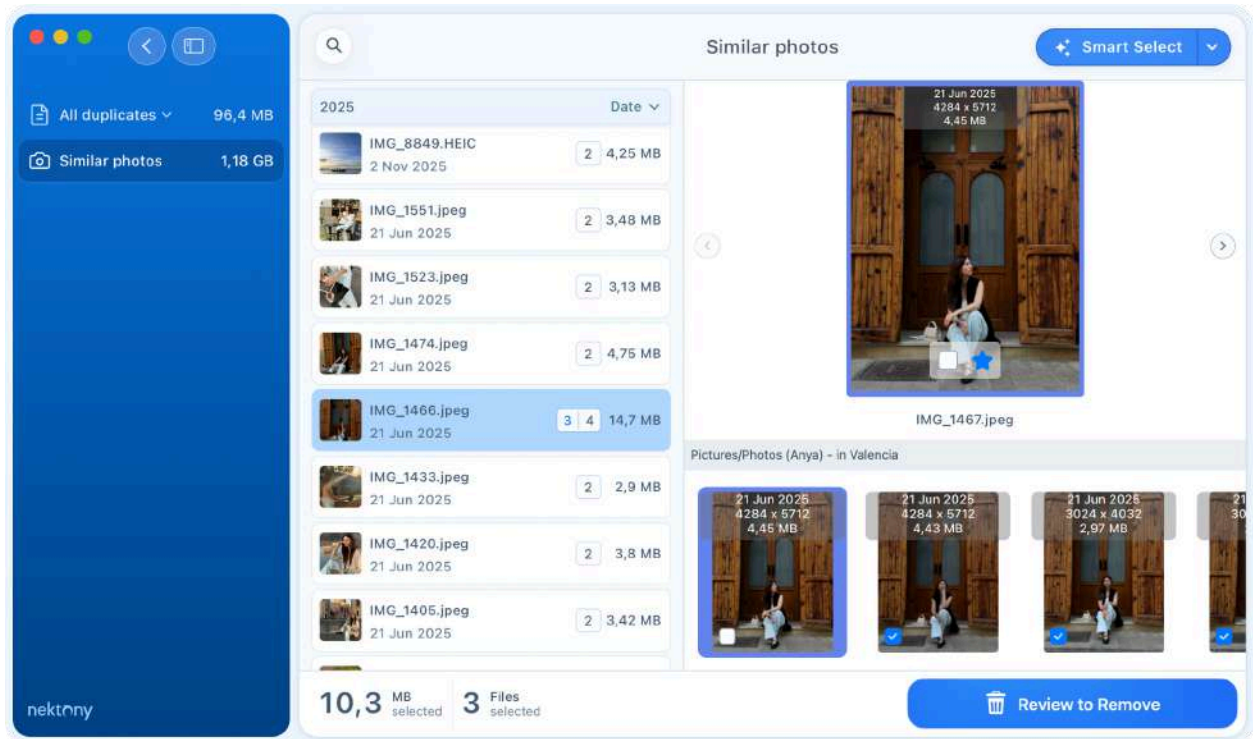 All duplicates 96,4 MB
Similar photos 1,18 GB
nektony
Similar photos
Smart Select
2025 Date
IMG_8849.HEIC
2 Nov 2025
2 4,25 MB
IMG_1551.jpeg
21 Jun 2025
2 3,48 MB
IMG_1523.jpeg
21 Jun 2025
2 3,13 MB
IMG_1474.jpeg
21 Jun 2025
2 4,75 MB
IMG_1466.jpeg
21 Jun 2025
3 4 14,7 MB
IMG_1433.jpeg
21 Jun 2025
2 2,9 MB
IMG_1420.jpeg
21 Jun 2025
2 3,8 MB
IMG_1405.jpeg
21 Jun 2025
2 3,42 MB
21 Jun 2025
4284 x 5712
4,45 MB
IMG_1467.jpeg
Pictures/Photos (Anya) - in Valencia
21 Jun 2025
4284 x 5712
4,45 MB
21 Jun 2025
4284 x 5712
4,43 MB
21 Jun 2025
3024 x 4032
2,97 MB
21
30
10,3 MB selected
3 Files selected
Review to Remove